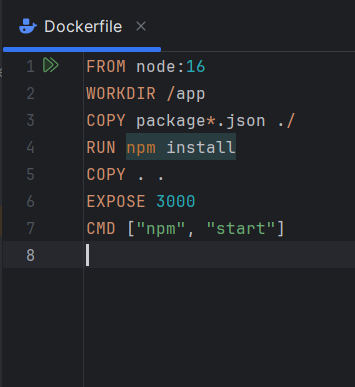 Dockerfile
1 FROM node:16
2 WORKDIR /app
3 COPY package*.json ./
4 RUN npm install
5 COPY . .
6 EXPOSE 3000
7 CMD ["npm", "start"]
8